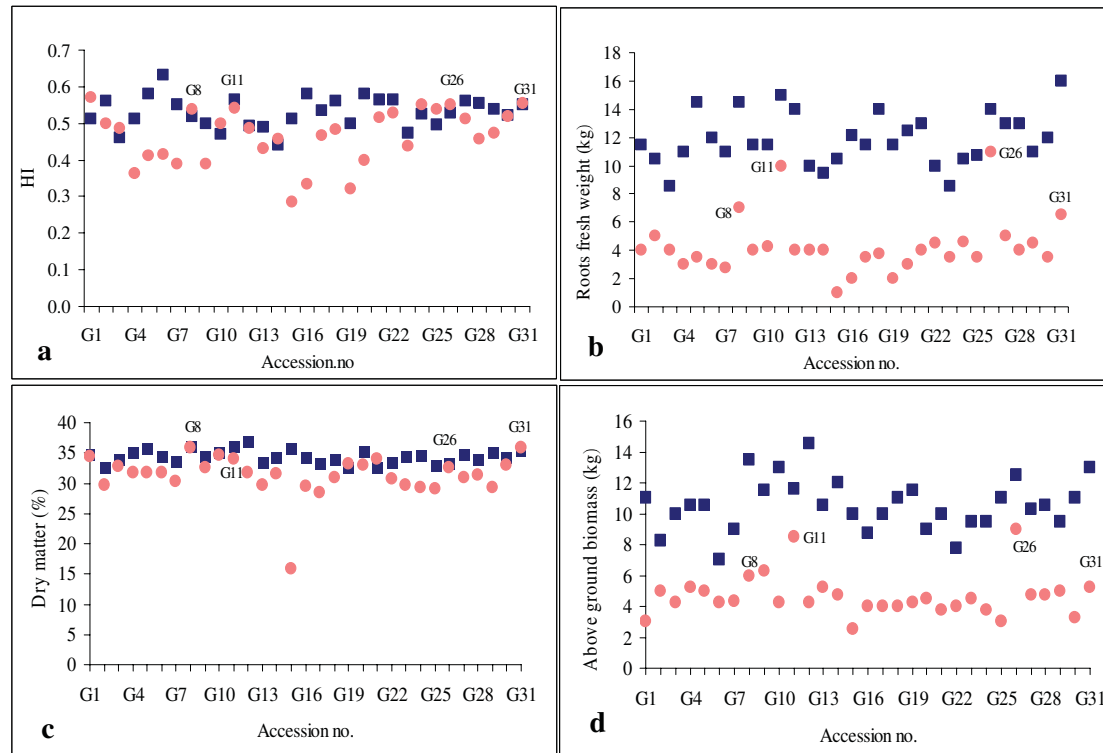 0.7
0.6
0.5
0.4
0.3
0.2
0.1
0.0
HI
G8
G11
G26
G31
G1 G4 G7 G10 G13 G16 G19 G22 G25 G28 G31
Accession.no
a
18
16
14
12
10
8
6
4
2
0
Roots fresh weight (kg)
G8
G11
G26
G31
G1 G4 G7 G10 G13 G16 G19 G22 G25 G28 G31
Accession no.
b
40
35
30
25
20
15
10
5
0
Dry matter (%)
G8
G11
G26
G31
G1 G4 G7 G10 G13 G16 G19 G22 G25 G28 G31
Accession no.
c
16
14
12
10
8
6
4
2
0
Above ground biomass (kg)
G8
G11
G26
G31
G1 G4 G7 G10 G13 G16 G19 G22 G25 G28 G31
Accession no.
d